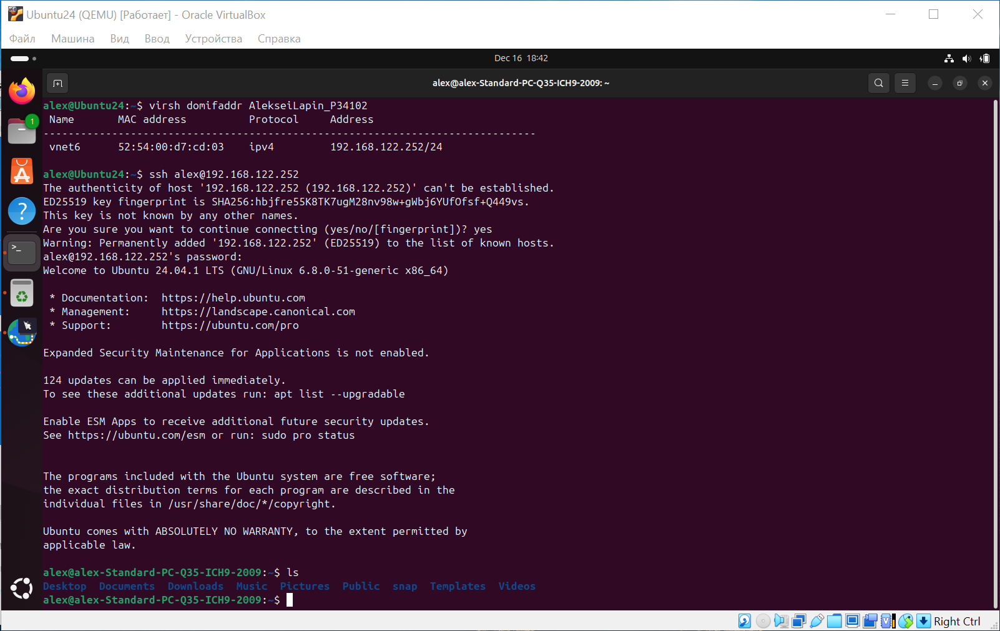 Ubuntu24 (QEMU) [Работает] - Oracle VirtualBox
Файл Машина Вид Ввод Устройства Справка
Dec 16 18:42
alex@alex-Standard-PC-Q35-ICH9-2009: ~
alex@Ubuntu24:~$ virsh domifaddr AlekseiLapin_P34102
Name MAC address Protocol Address
-------------------------------------------------------------------------------
vnet6 52:54:00:d7:cd:03 ipv4 192.168.122.252/24
alex@Ubuntu24:~$ ssh alex@192.168.122.252
The authenticity of host '192.168.122.252 (192.168.122.252)' can't be established.
ED25519 key fingerprint is SHA256:hbjfre55K8TK7ugM28nv98w+gWbj6YUfOfsf+Q449vs.
This key is not known by any other names.
Are you sure you want to continue connecting (yes/no/[fingerprint])? yes
Warning: Permanently added '192.168.122.252' (ED25519) to the list of known hosts.
alex@192.168.122.252's password:
Welcome to Ubuntu 24.04.1 LTS (GNU/Linux 6.8.0-51-generic x86_64)
* Documentation: https://help.ubuntu.com
* Management: https://landscape.canonical.com
* Support: https://ubuntu.com/pro
Expanded Security Maintenance for Applications is not enabled.
124 updates can be applied immediately.
To see these additional updates run: apt list --upgradable
Enable ESM Apps to receive additional future security updates.
See https://ubuntu.com/esm or run: sudo pro status
The programs included with the Ubuntu system are free software;
the exact distribution terms for each program are described in the
individual files in /usr/share/doc/*/copyright.
Ubuntu comes with ABSOLUTELY NO WARRANTY, to the extent permitted by
applicable law.
alex@alex-Standard-PC-Q35-ICH9-2009:~$ ls
Desktop Documents Downloads Music Pictures Public snap Templates Videos
alex@alex-Standard-PC-Q35-ICH9-2009:~$
1
Right Ctrl